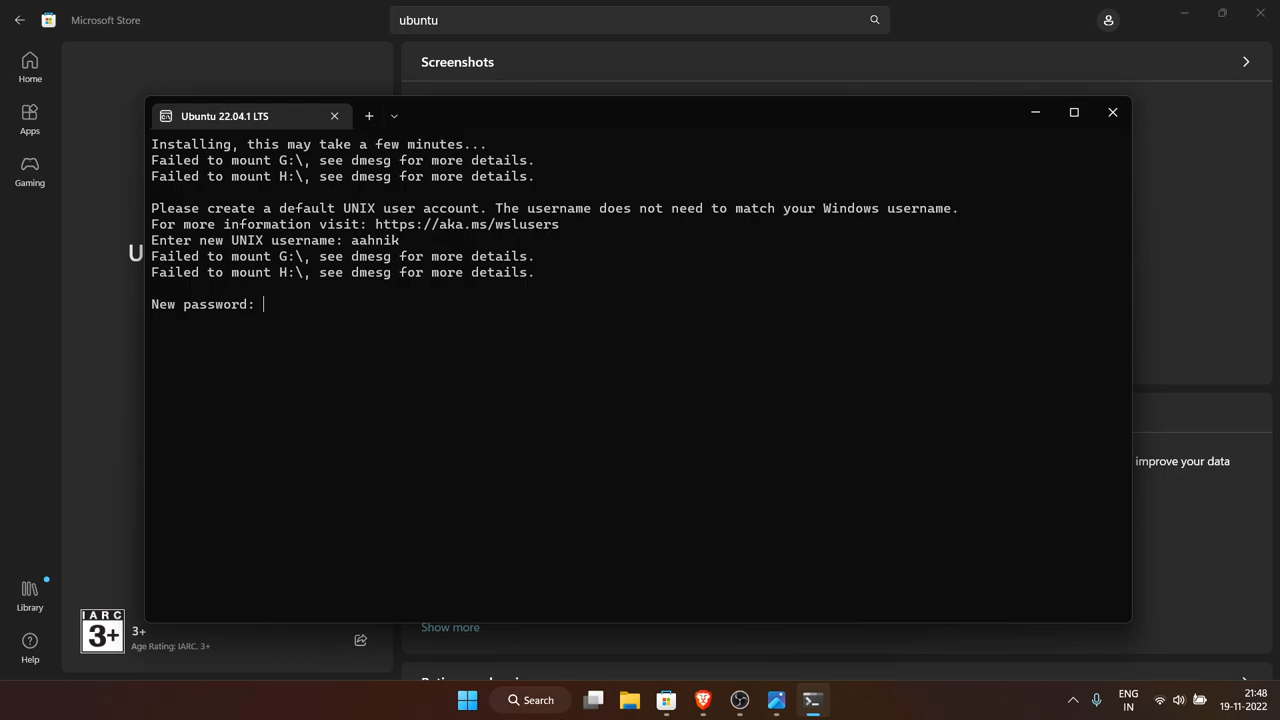 Microsoft Store
ubuntu
Home
Apps
Gaming
Library
Help
Screenshots
Ubuntu 22.04.1 LTS
Installing, this may take a few minutes...
Failed to mount G:\, see dmesg for more details.
Failed to mount H:\, see dmesg for more details.
Please create a default UNIX user account. The username does not need to match your Windows username.
For more information visit: https://aka.ms/wslusers
Enter new UNIX username: aahnik
Failed to mount G:\, see dmesg for more details.
Failed to mount H:\, see dmesg for more details.
New password:
U
improve your data
Show more
IARC
3+
3+
Age Rating: IARC. 3+
Search
ENG
IN
21:48
19-11-2022